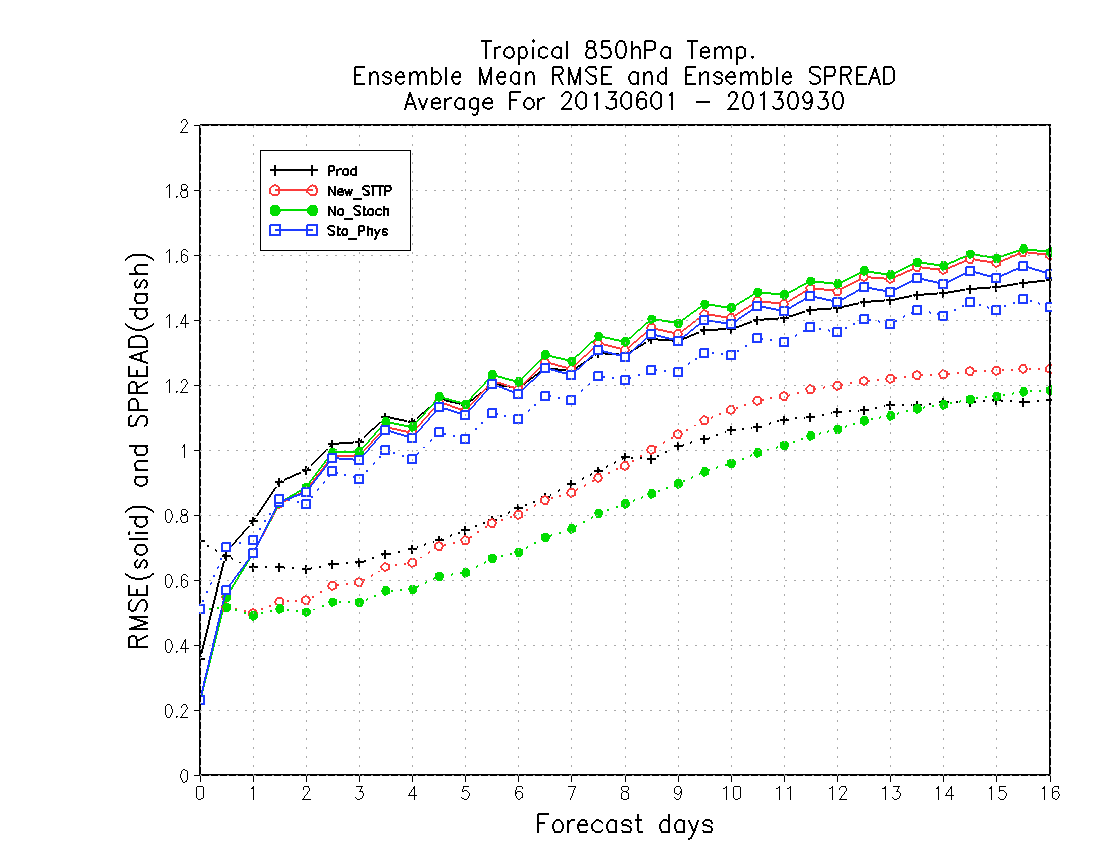 Tropical 850hPa Temp.
Ensemble Mean RMSE and Ensemble SPREAD
Average For 20130601 - 20130930
RMSE(solid) and SPREAD(dash)
2
1.8
1.6
1.4
1.2
1
0.8
0.6
0.4
0.2
0
Prod
New_STTP
No_Stoch
Sto_Phys
0 1 2 3 4 5 6 7 8 9 10 11 12 13 14 15 16
Forecast days